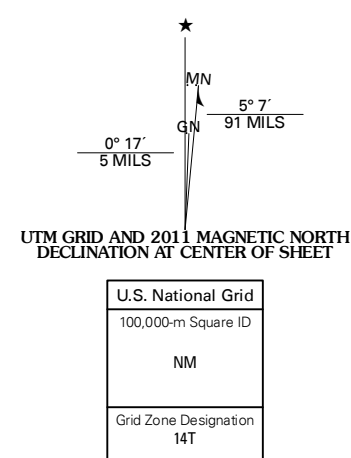 MN
GN
5° 7´
91 MILS
0° 17´
5 MILS
UTM GRID AND 2011 MAGNETIC NORTH
DECLINATION AT CENTER OF SHEET
U.S. National Grid
100,000-m Square ID
NM
Grid Zone Designation
14T